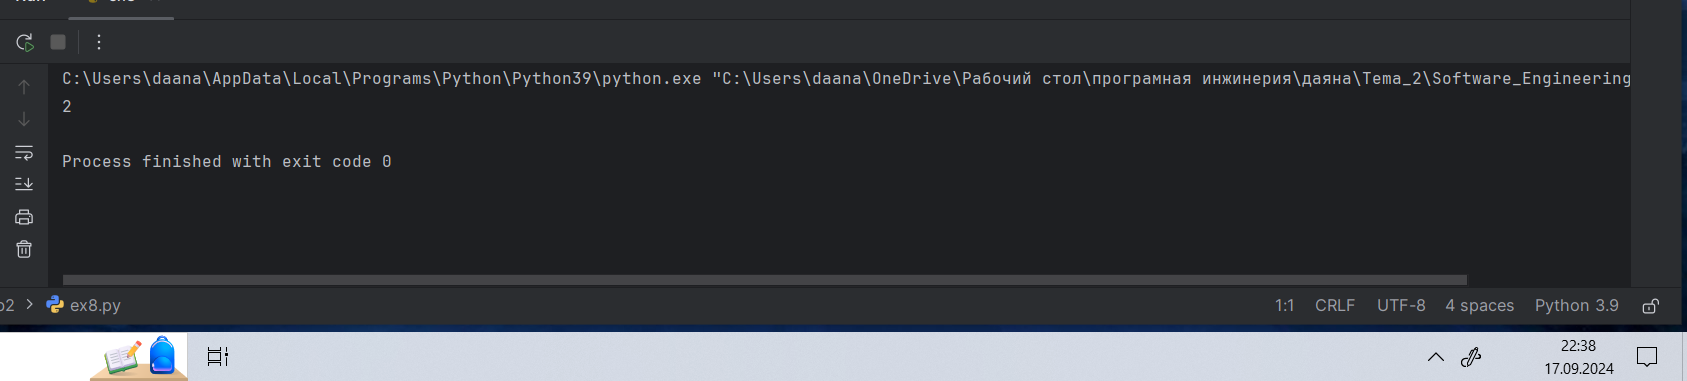 C:\Users\daana\AppData\Local\Programs\Python\Python39\python.exe "C:\Users\daana\OneDrive\Рабочий стол\програмная инжинерия\даяна\Tema_2\Software_Engineering
2
Process finished with exit code 0
ex8.py
1:1 CRLF UTF-8 4 spaces Python 3.9
22:38
17.09.2024